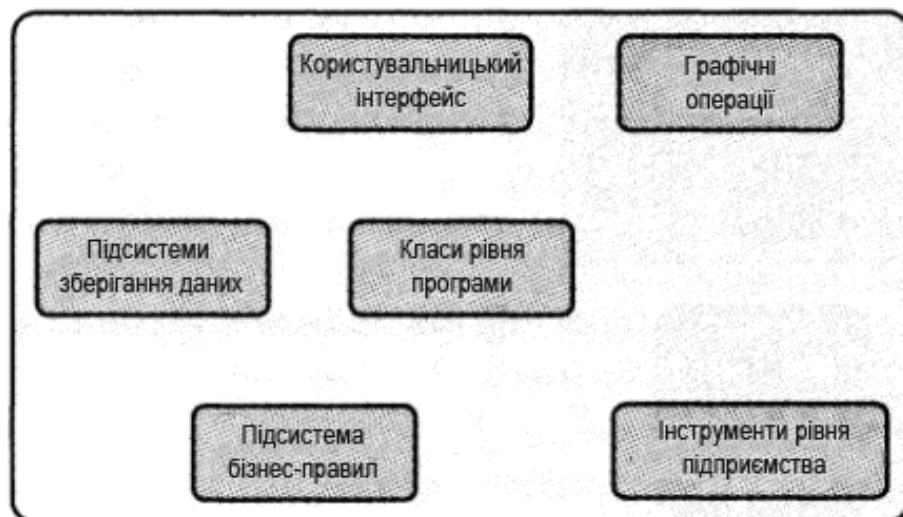 Користувальницький
інтерфейс
Графічні
операції
Підсистеми
зберігання даних
Класи рівня
програми
Підсистема
бізнес-правил
Інструменти рівня
підприємства